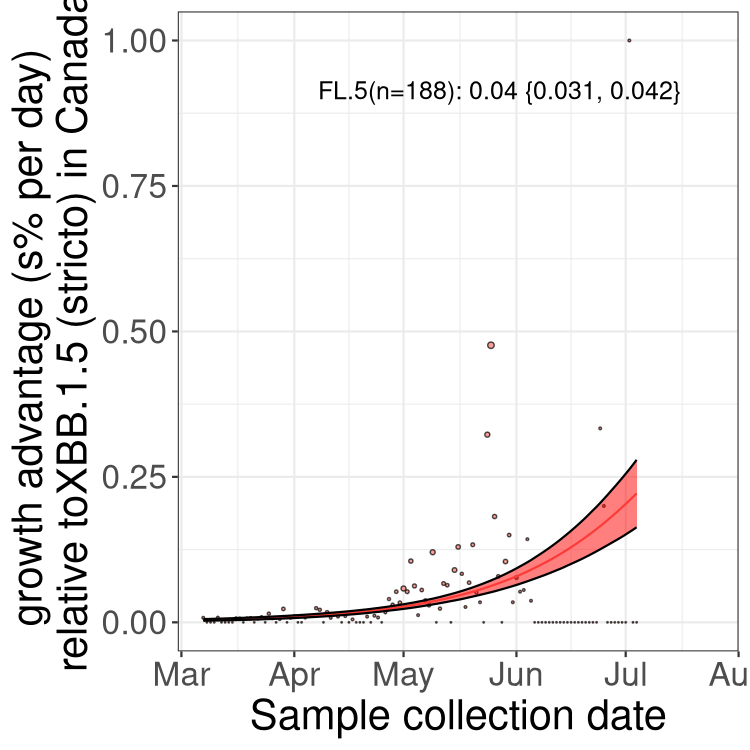 growth advantage (s% per day)
relative toXBB.1.5 (stricto) in Canada
1.00
FL.5(n=188): 0.04 {0.031, 0.042}
0.75
0.50
0.25
0.00
Mar Apr May Jun Jul Au
Sample collection date